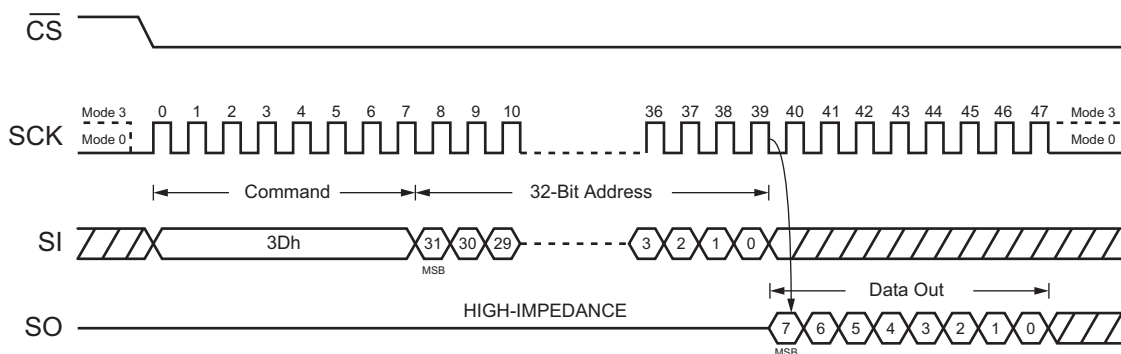 CS
Mode 3 0 1 2 3 4 5 6 7 8 9 10 36 37 38 39 40 41 42 43 44 45 46 47 Mode 3
SCK Mode 0 Mode 0
Command 32-Bit Address
SI 3Dh 31 30 29 3 2 1 0
MSB
Data Out
HIGH-IMPEDANCE
SO 7 6 5 4 3 2 1 0
MSB